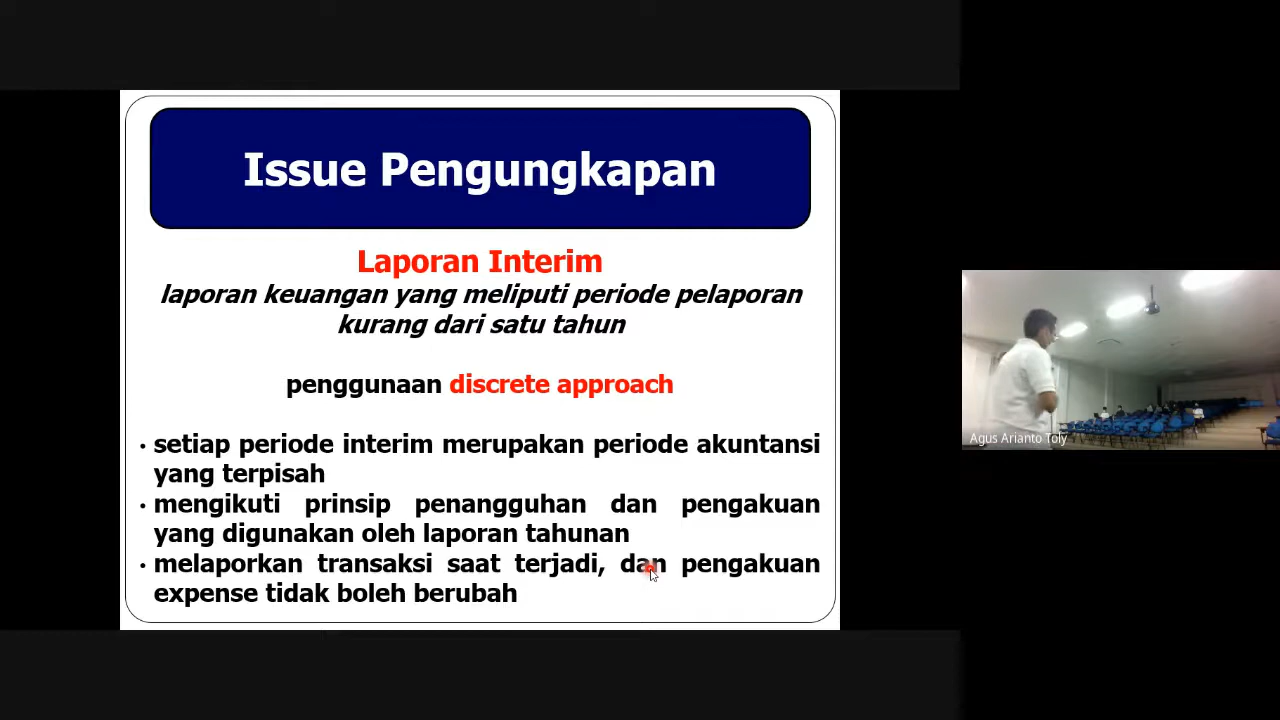 Issue Pengungkapan
Laporan Interim
laporan keuangan yang meliputi periode pelaporan
kurang dari satu tahun
penggunaan discrete approach
• setiap periode interim merupakan periode akuntansi
yang terpisah
• mengikuti prinsip penangguhan dan pengakuan
yang digunakan oleh laporan tahunan
• melaporkan transaksi saat terjadi, dan pengakuan
expense tidak boleh berubah
Agus Arianto Toly